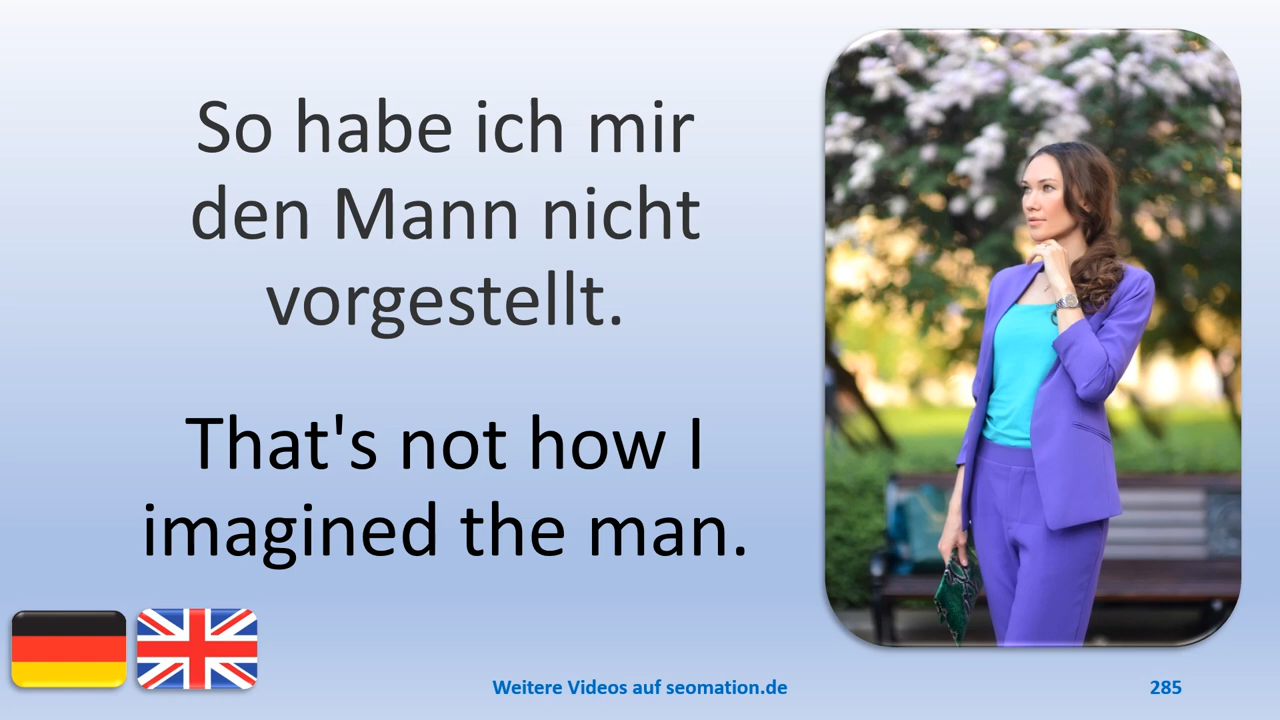 So habe ich mir
den Mann nicht
vorgestellt.
That's not how I
imagined the man.
Weitere Videos auf seomation.de
285